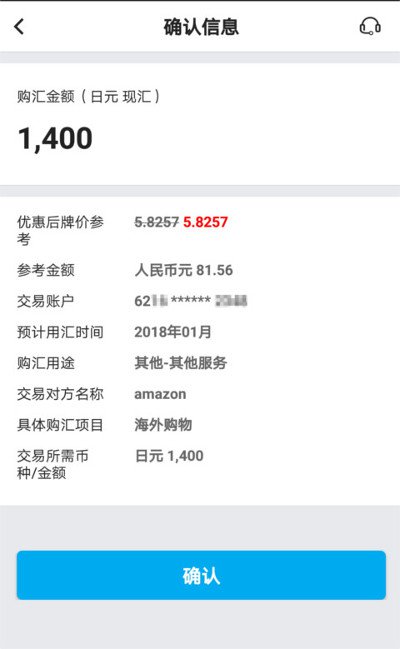 确认信息
购汇金额（日元 现汇）
1,400
优惠后牌价参 5.8257 5.8257
考
参考金额 人民币元 81.56
交易账户 62 ******
预计用汇时间 2018年01月
购汇用途 其他-其他服务
交易对方名称 amazon
具体购汇项目 海外购物
交易所需币 日元 1,400
种/金额
确认